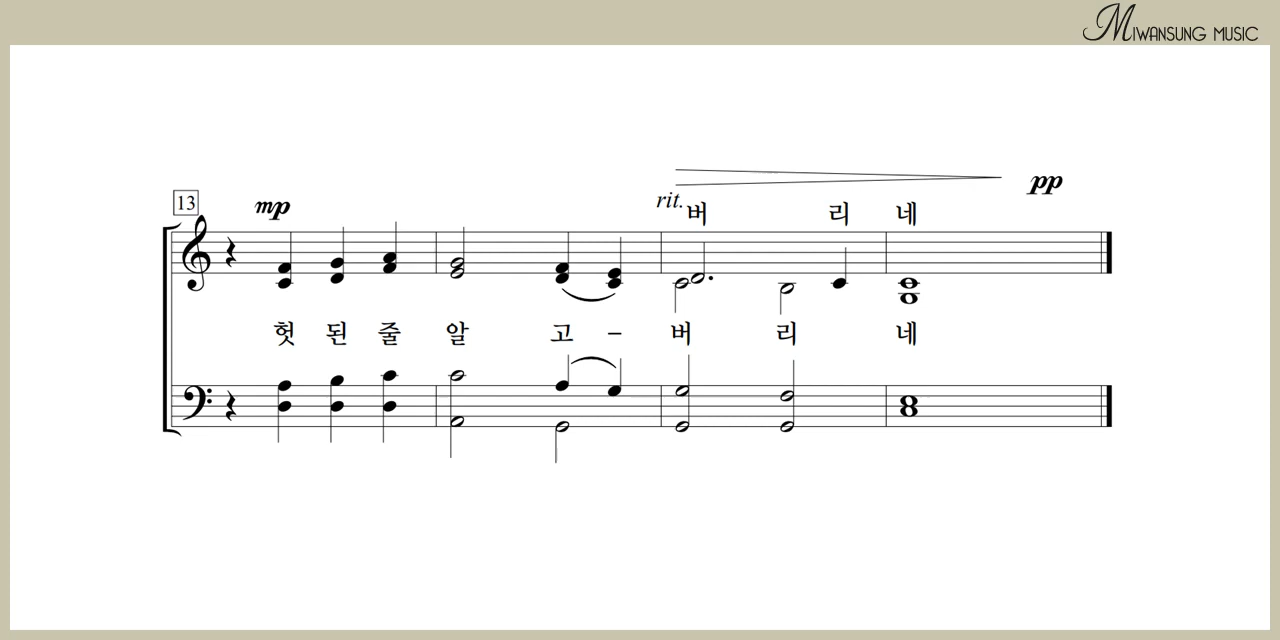 MIWANSUNG MUSIC
13
mp
rit.
pp
버 리 네
헛 된 줄 알 고 – 버 리 네